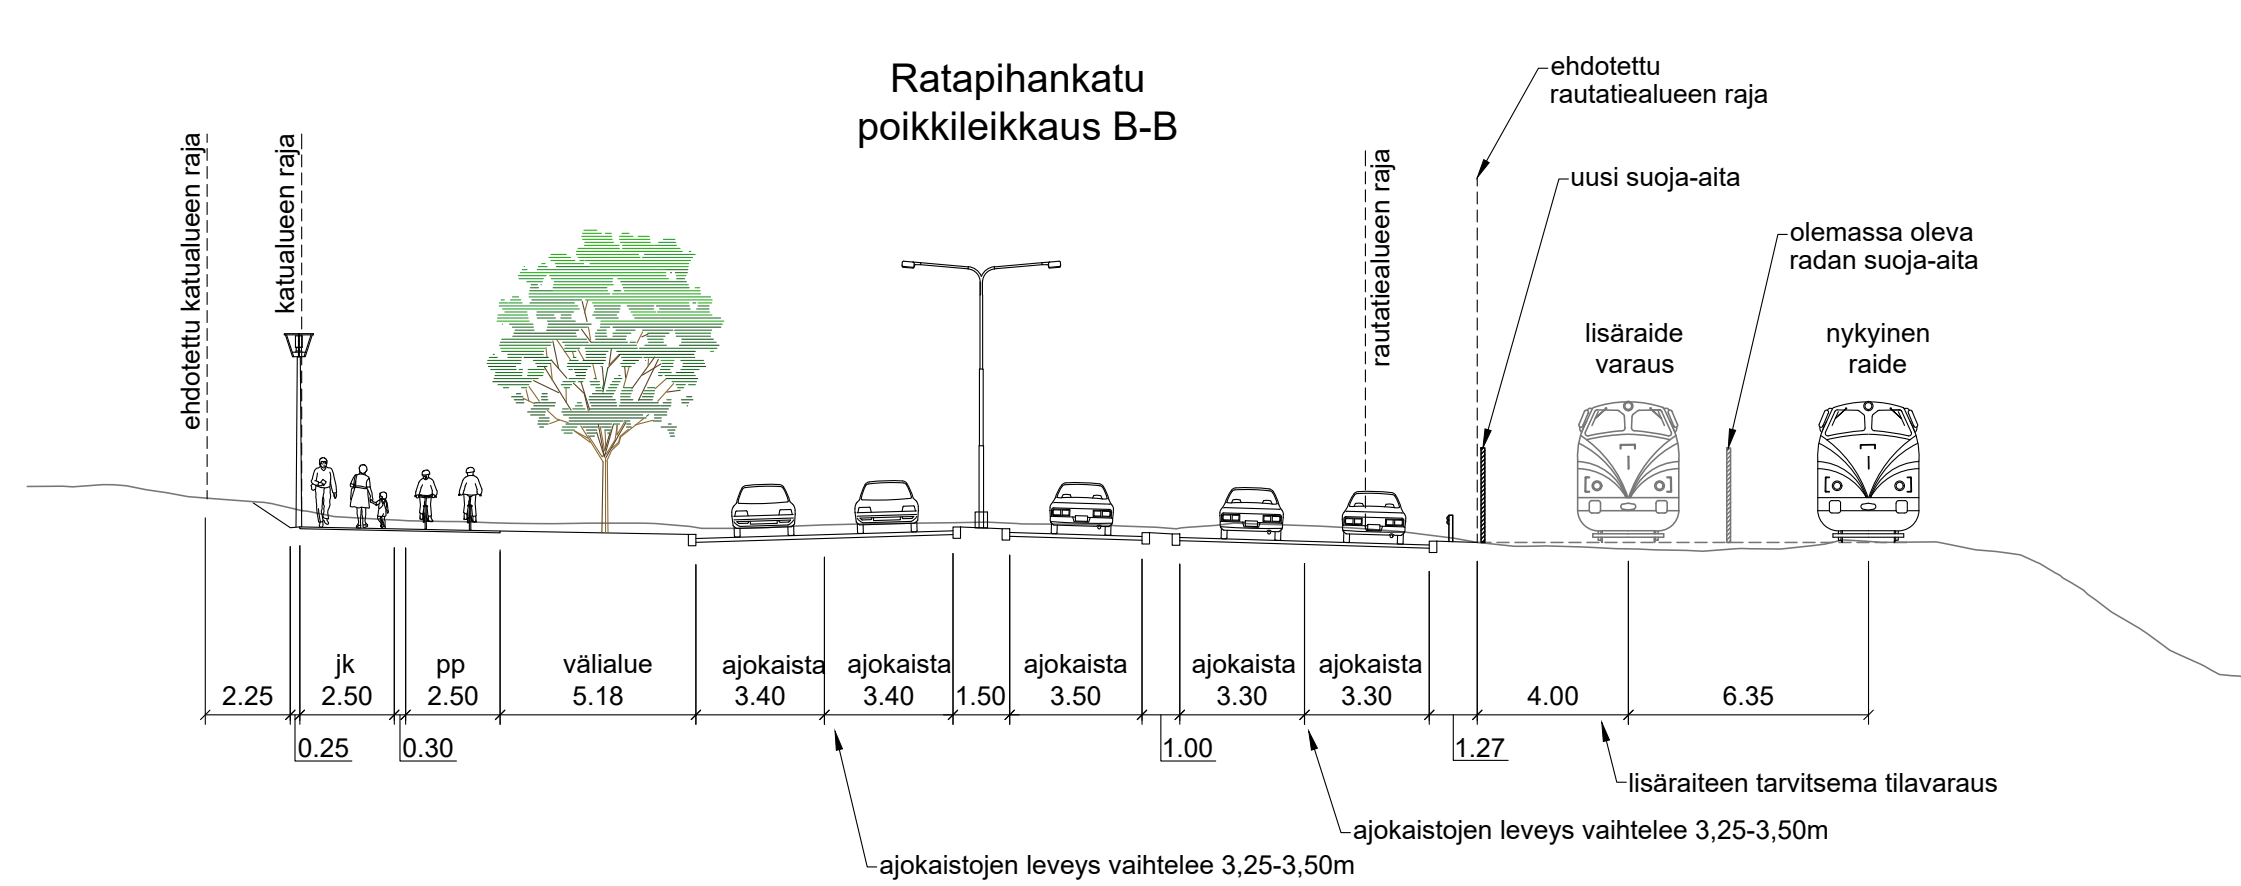 Ratapihankatu
poikkileikkaus B-B
ehdotettu katualueen raja
katualueen raja
rautatiealueen raja
ehdotettu
rautatiealueen raja
uusi suoja-aita
olemassa oleva
radan suoja-aita
lisäraide
varaus
nykyinen
raide
jk
pp
välialue
ajokaista
ajokaista
ajokaista
ajokaista
ajokaista
2.25
2.50
2.50
5.18
3.40
3.40
1.50
3.50
3.30
3.30
4.00
6.35
0.25
0.30
1.00
1.27
lisäraiteen tarvitsema tilavaraus
ajokaistojen leveys vaihtelee 3,25-3,50m
ajokaistojen leveys vaihtelee 3,25-3,50m